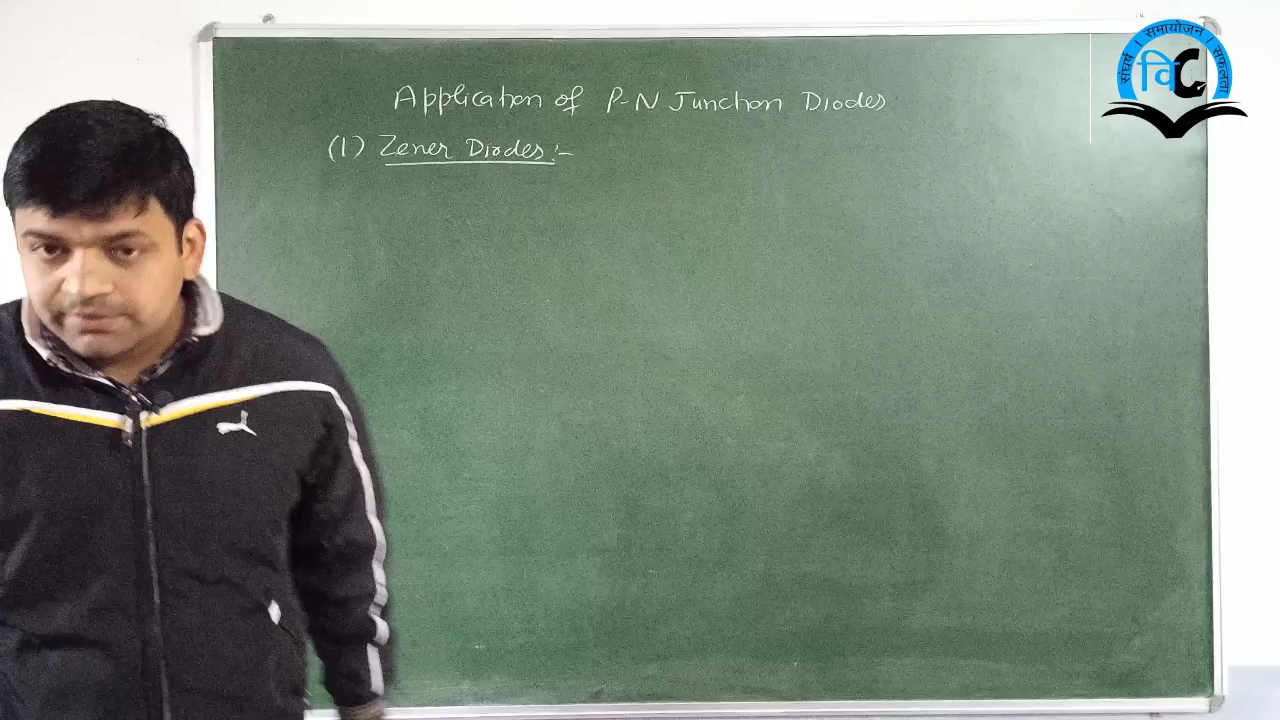 Application of P-N Junction Diodes
(1) Zener Diodes :-
संघर्ष । समायोजन । सफलता
विC